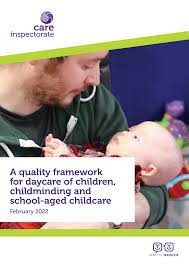 care
inspectorate
A quality framework
for daycare of children,
childminding and
school-aged childcare
February 2022